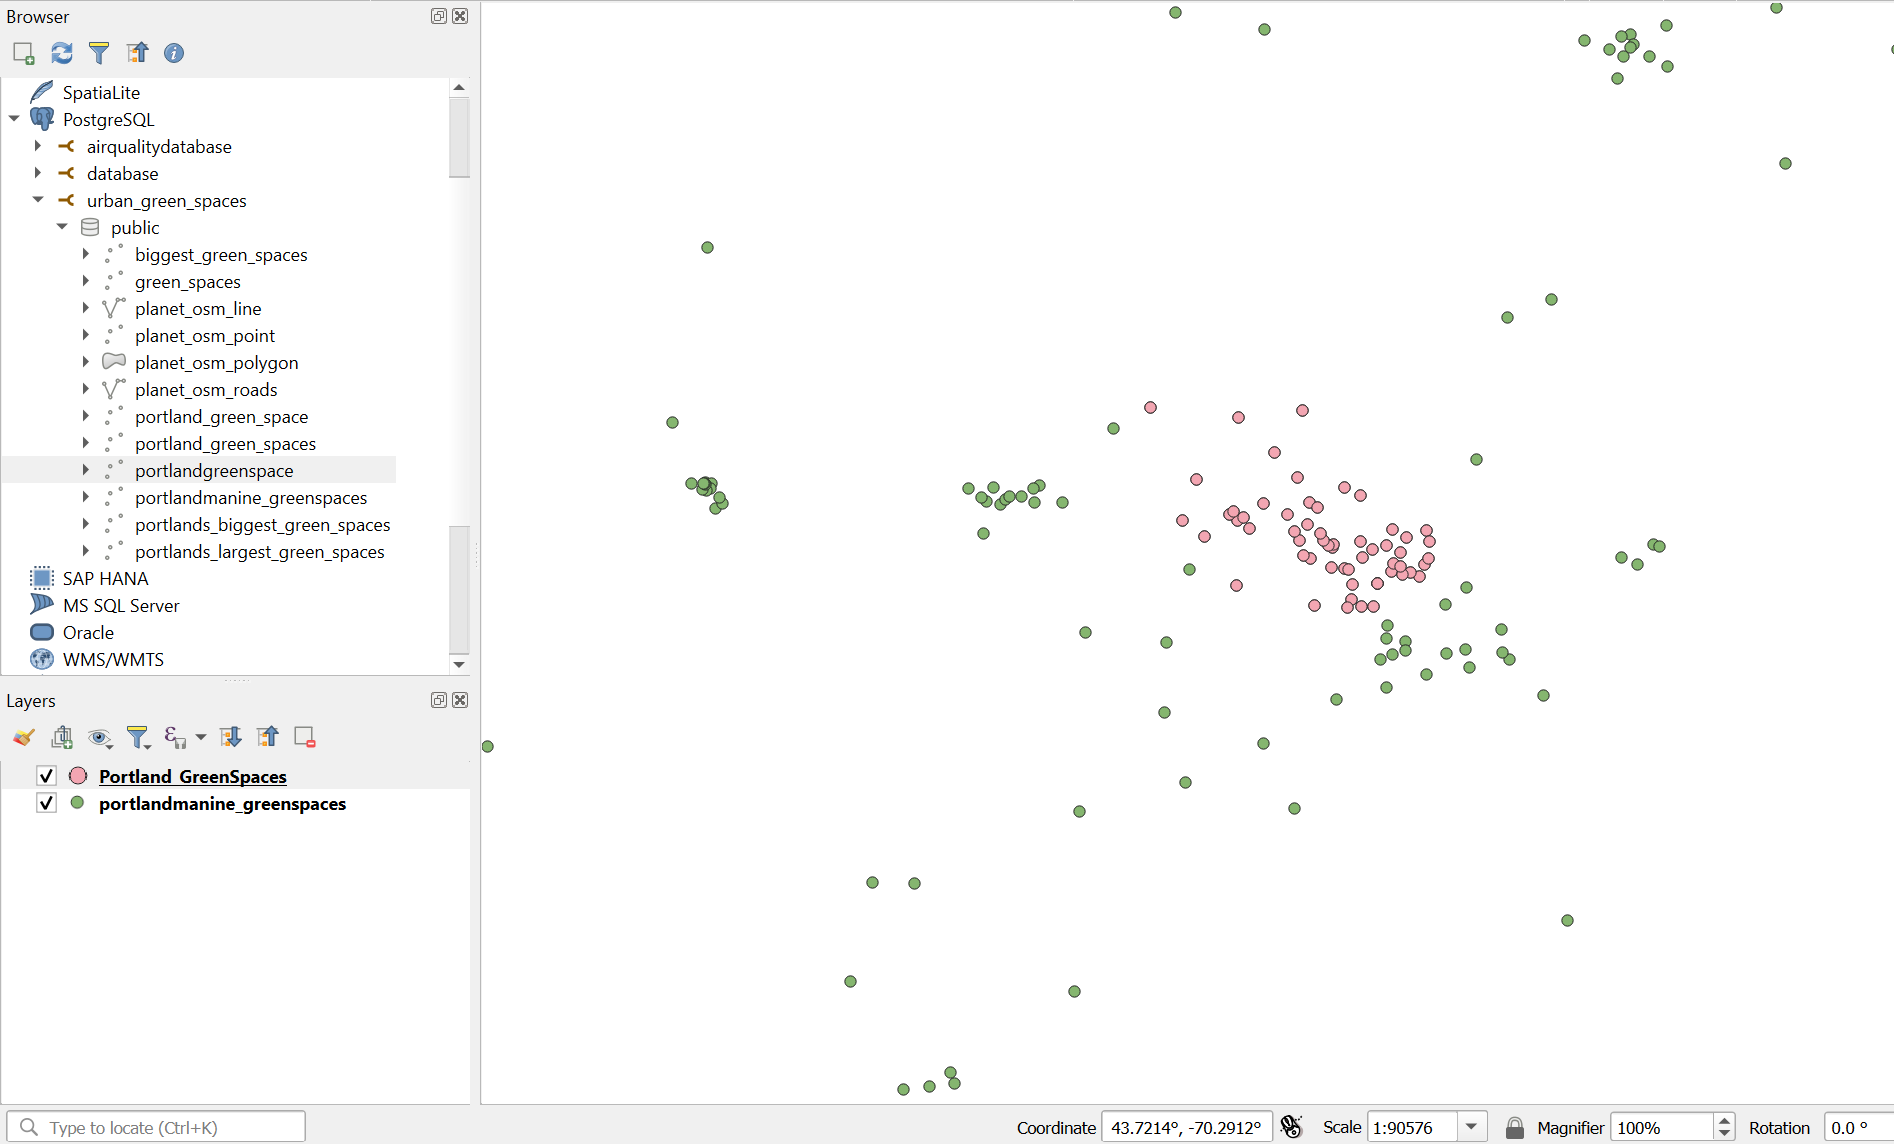 Browser
SpatiaLite
PostgreSQL
airqualitydatabase
database
urban_green_spaces
public
biggest_green_spaces
green_spaces
planet_osm_line
planet_osm_point
planet_osm_polygon
planet_osm_roads
portland_green_space
portland_green_spaces
portlandgreenspace
portlandmanine_greenspaces
portlands_biggest_green_spaces
portlands_largest_green_spaces
SAP HANA
MS SQL Server
Oracle
WMS/WMTS
Layers
Portland_GreenSpaces
portlandmanine_greenspaces
Type to locate (Ctrl+K)
Coordinate 43.7214°, -70.2912° Scale 1:90576 Magnifier 100% Rotation 0.0 °